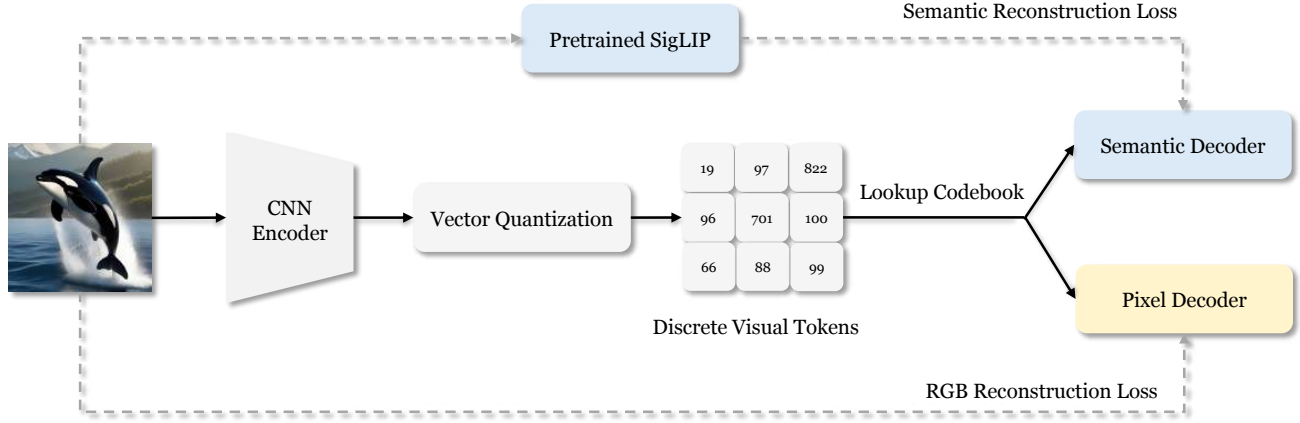 Semantic Reconstruction Loss
Pretrained SigLIP
Semantic Decoder
CNN
Encoder
Vector Quantization
19 97 822
96 701 100
66 88 99
Lookup Codebook
Discrete Visual Tokens
Pixel Decoder
RGB Reconstruction Loss